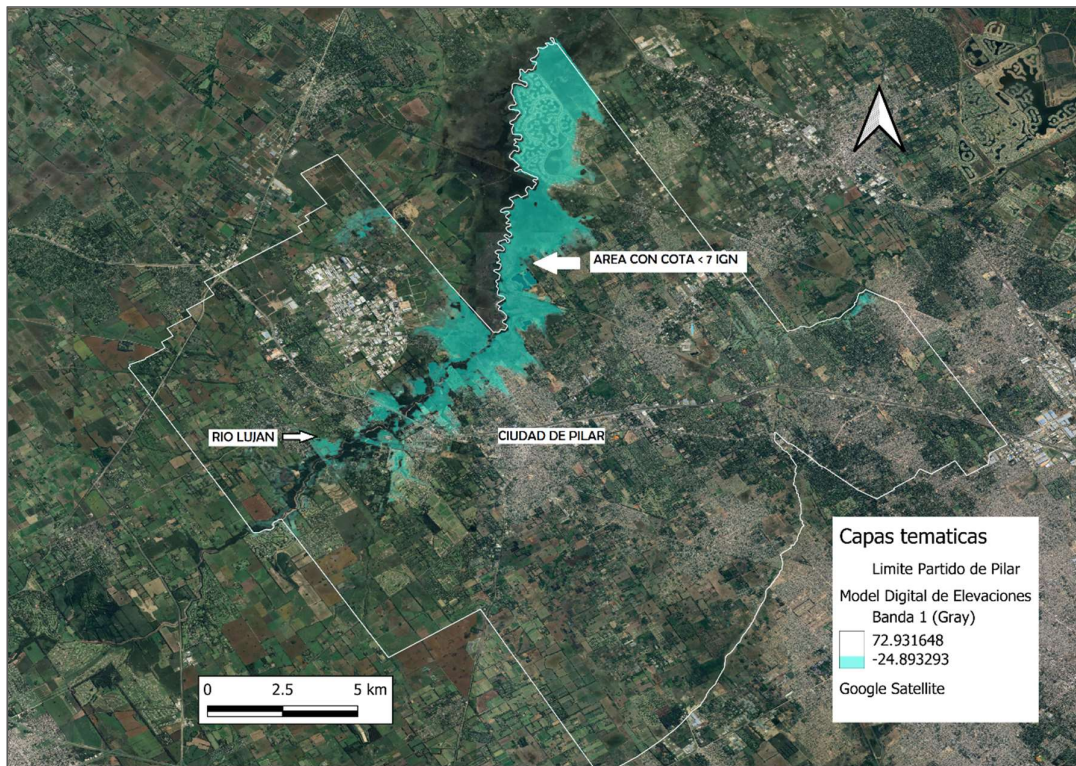 AREA CON COTA < 7 IGN
RIO LUJAN
CIUDAD DE PILAR
Capas tematicas
Limite Partido de Pilar
Model Digital de Elevaciones
Banda 1 (Gray)
72.931648
-24.893293
Google Satellite
0 2.5 5 km